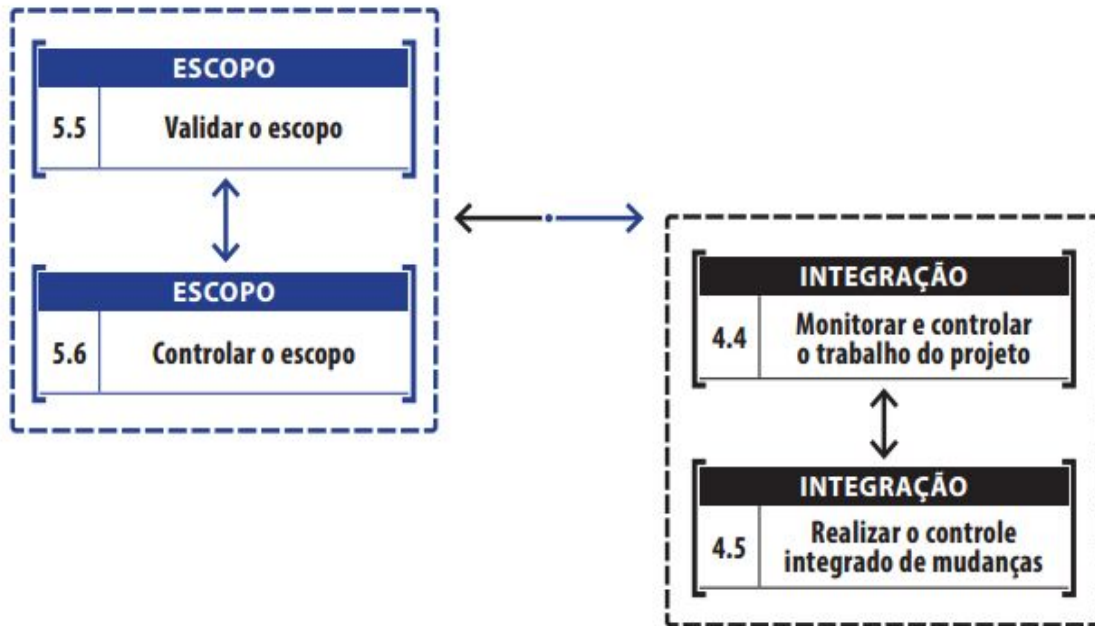 ESCOPO
5.5 Validar o escopo
ESCOPO
5.6 Controlar o escopo
INTEGRAÇÃO
4.4 Monitorar e controlar
o trabalho do projeto
INTEGRAÇÃO
4.5 Realizar o controle
integrado de mudanças